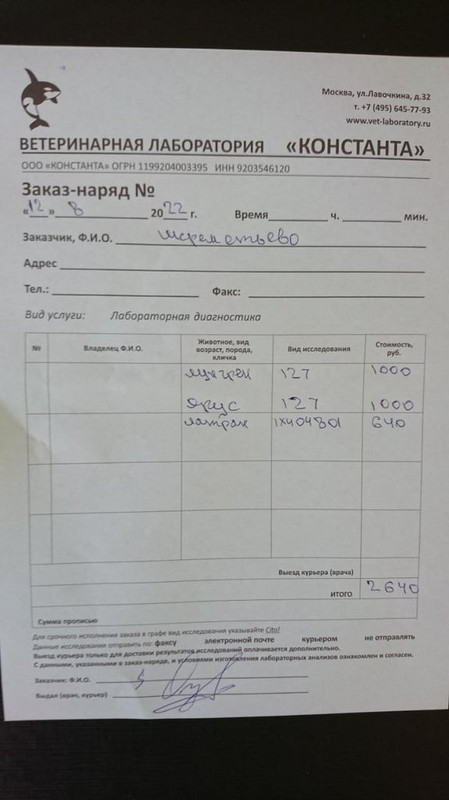 Москва, ул.Лавочкина, д.32
т. +7 (495) 645-77-93
www.vet-laboratory.ru
ВЕТЕРИНАРНАЯ ЛАБОРАТОРИЯ «КОНСТАНТА»
ООО «КОНСТАНТА» ОГРН 1199204003395 ИНН 9203546120
Заказ-наряд №
«12» 8 2022 г. Время ч. мин.
Заказчик, Ф.И.О. Шереметьево
Адрес
Тел.: Факс:
Вид услуги: Лабораторная диагностика
№ Владелец Ф.И.О. Животное, вид возраст, порода, кличка Вид исследования Стоимость, руб.
127 1000
127 1000
1х404801 640
Выезд курьера (врача)
ИТОГО 2640
Сумма прописью
Для срочного исполнения заказа в графе вид исследования указывайте Cito!
Данные исследования отправить по: факсу электронной почте курьером не отправлять
Выезд курьера только для доставки результатов исследований оплачивается дополнительно.
С данными, указанными в заказ-наряде, и условиями изготовления лабораторных анализов ознакомлен и согласен.
Заказчик: Ф.И.О.
Выдал (врач, курьер)